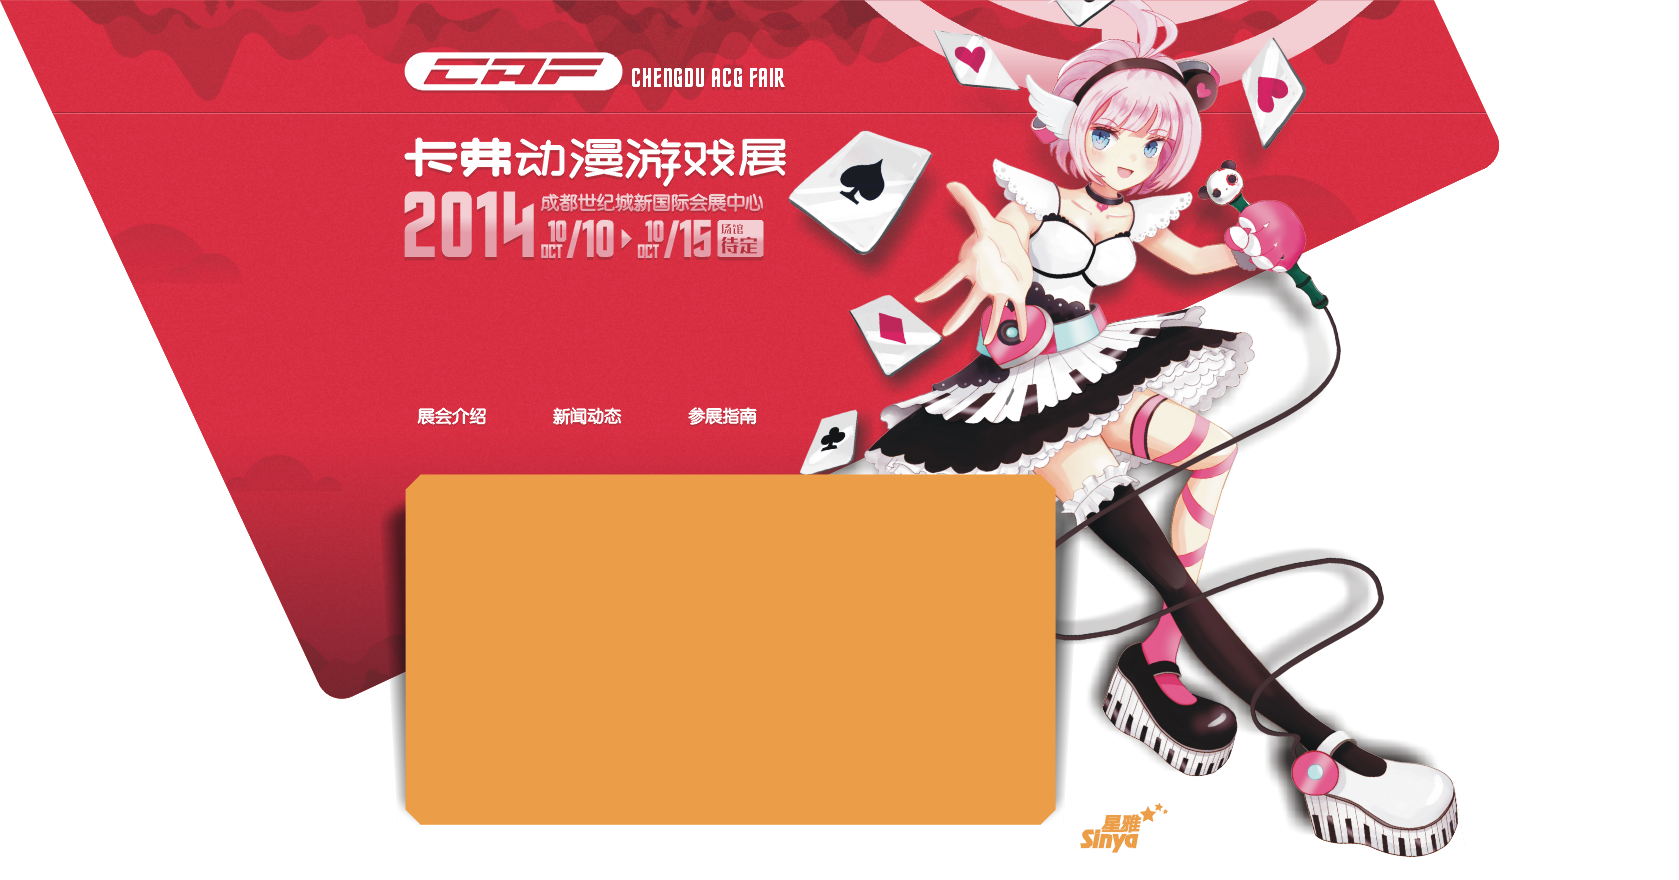 CAF CHENGDU ACG FAIR
卡弗动漫游戏展
2014
成都世纪城新国际会展中心
10 OCT /10 10 OCT /15
场馆 待定
展会介绍 新闻动态 参展指南
星雅
Sinya